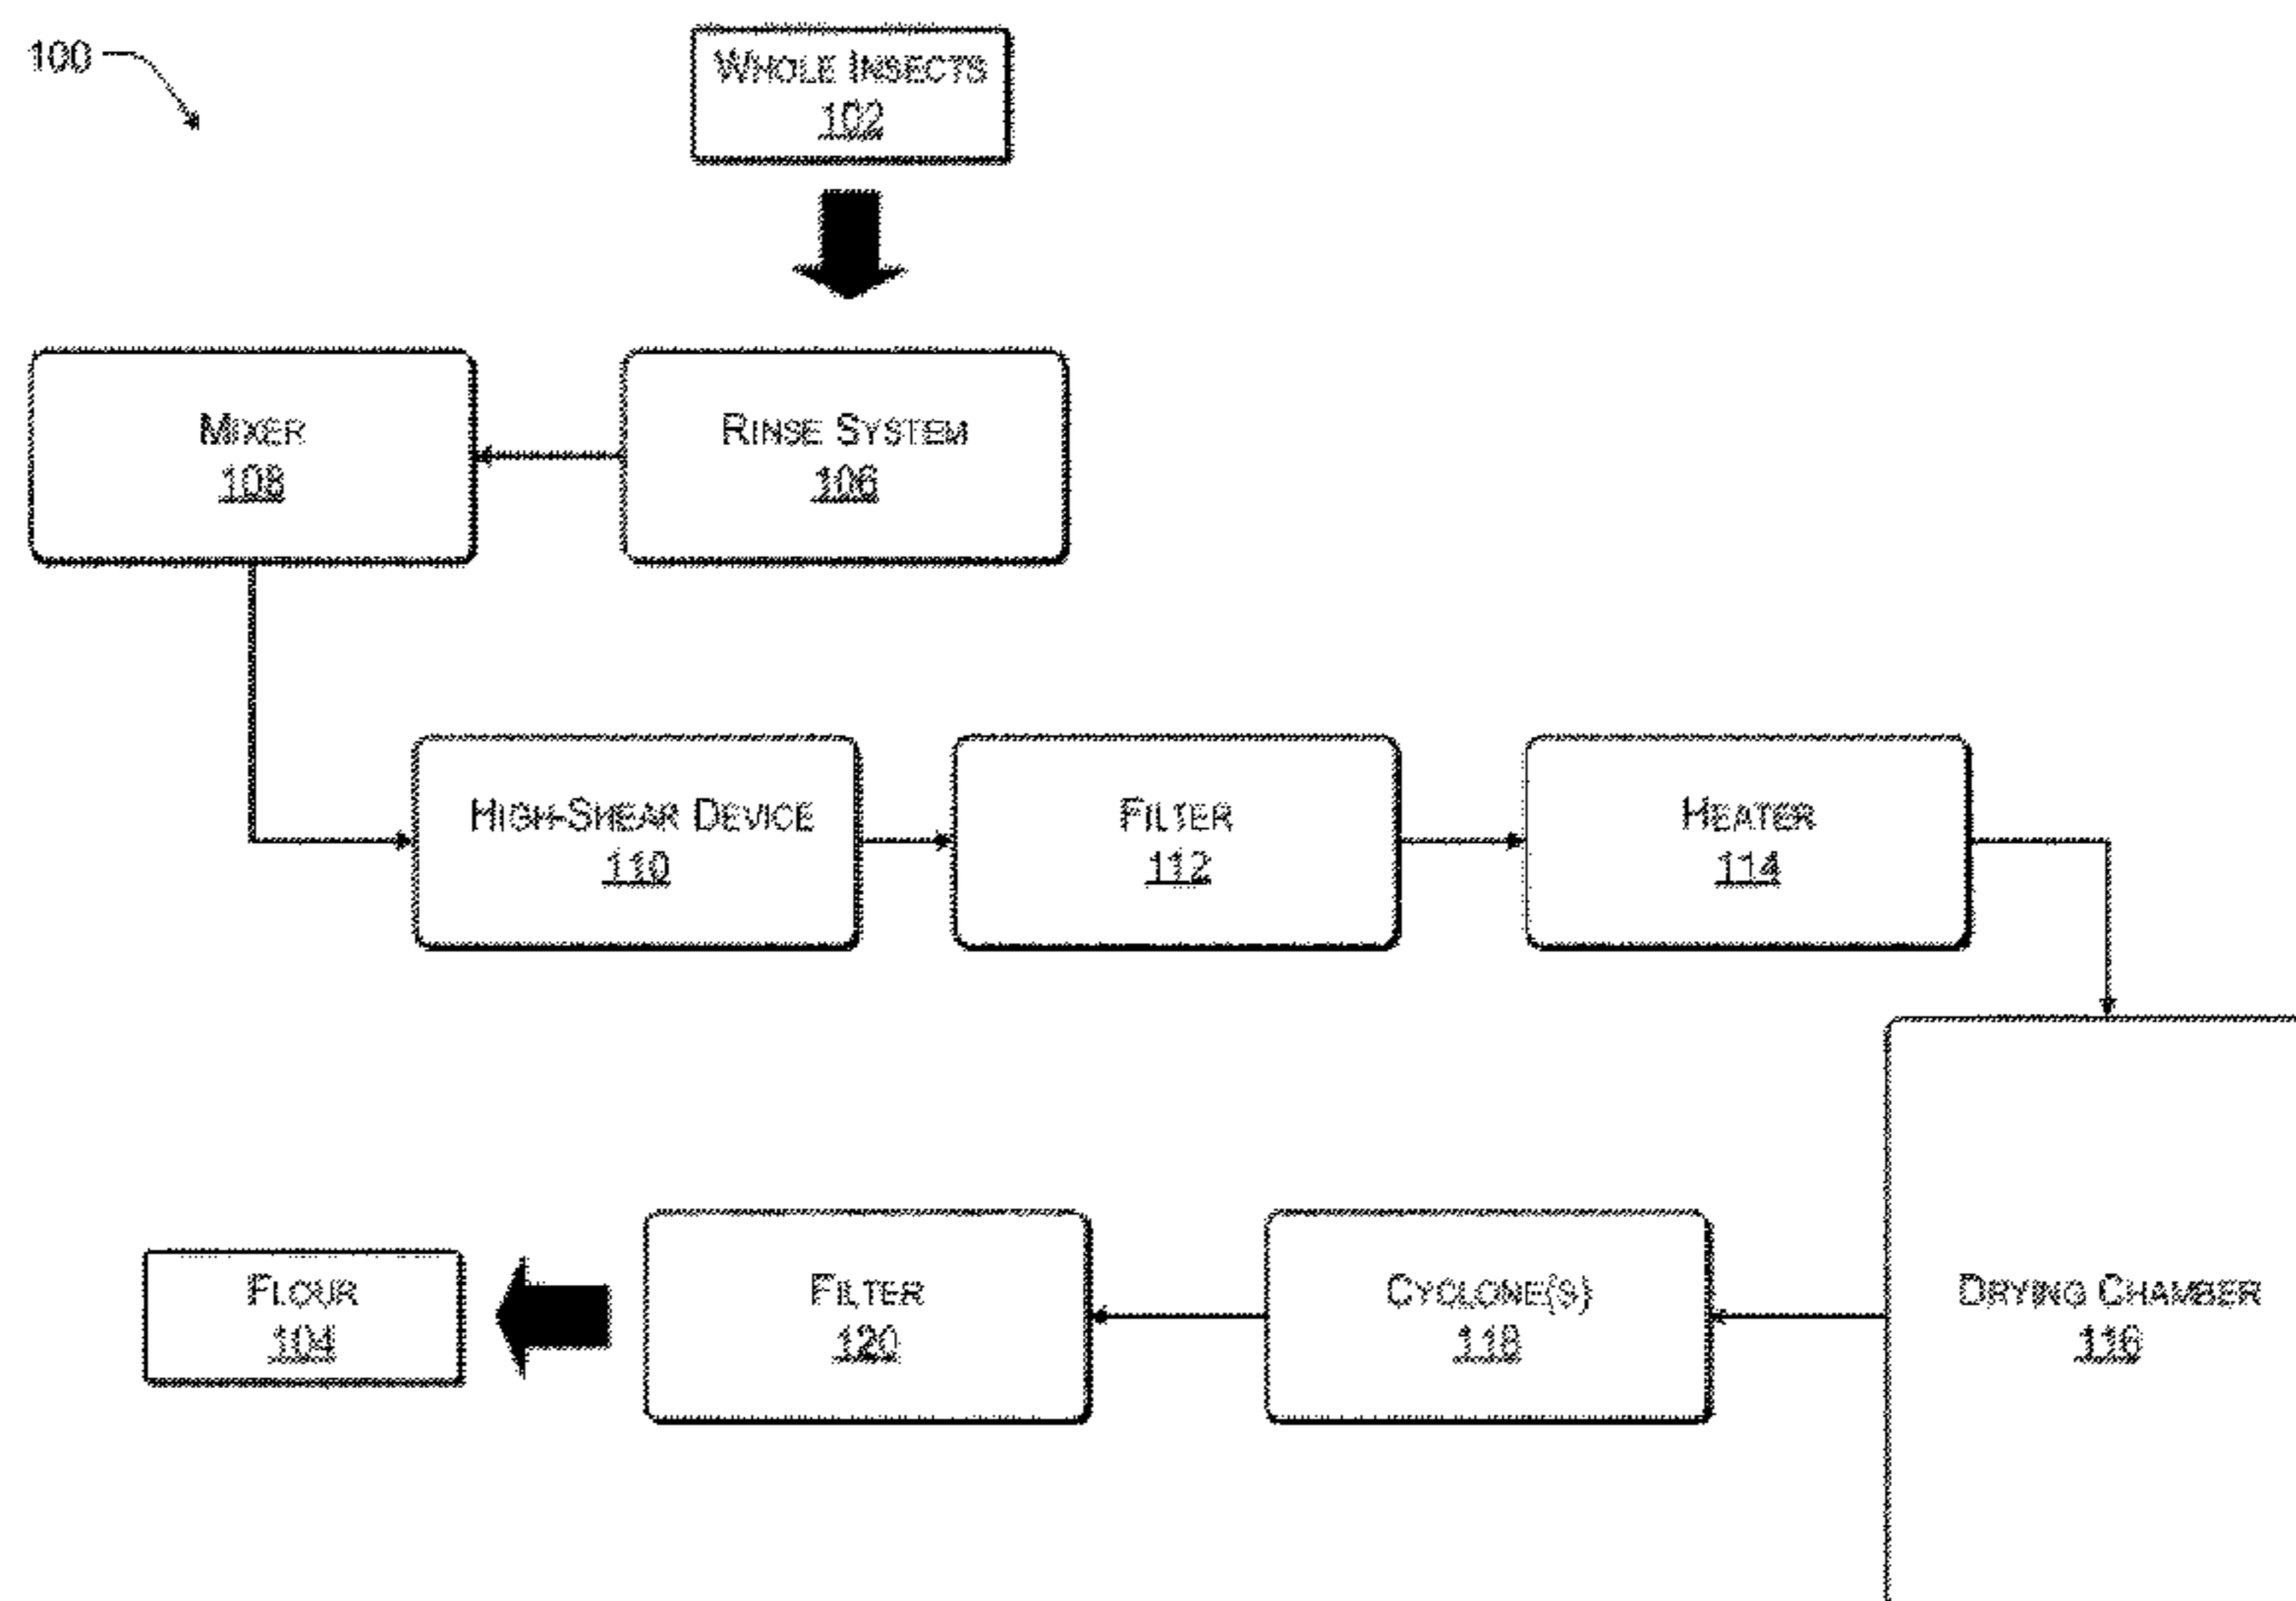 100
WHOLE INSECTS
102
MIXER
108
RINSE SYSTEM
106
HIGH-SHEAR DEVICE
110
FILTER
112
HEATER
114
FLOUR
104
FILTER
120
CYCLONE(S)
118
DRYING CHAMBER
116